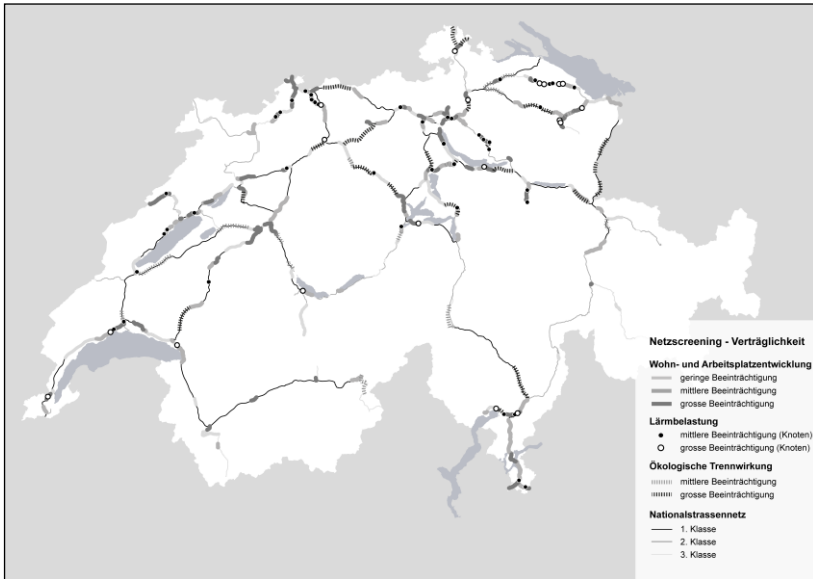 Netzscreening - Verträglichkeit
Wohn- und Arbeitsplatzentwicklung
geringe Beeinträchtigung
mittlere Beeinträchtigung
grosse Beeinträchtigung
Lärmbelastung
mittlere Beeinträchtigung (Knoten)
grosse Beeinträchtigung (Knoten)
Ökologische Trennwirkung
mittlere Beeinträchtigung
grosse Beeinträchtigung
Nationalstrassennetz
1. Klasse
2. Klasse
3. Klasse